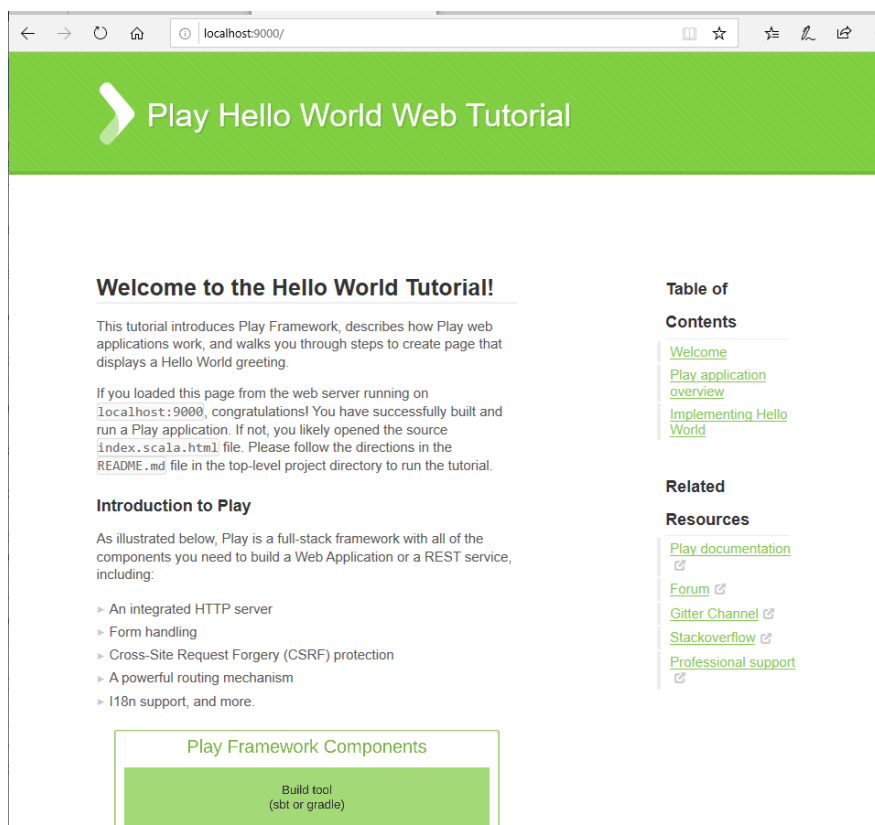 localhost:9000/
Play Hello World Web Tutorial
Welcome to the Hello World Tutorial!
This tutorial introduces Play Framework, describes how Play web
applications work, and walks you through steps to create page that
displays a Hello World greeting.
If you loaded this page from the web server running on
localhost:9000, congratulations! You have successfully built and
run a Play application. If not, you likely opened the source
index.scala.html file. Please follow the directions in the
README.md file in the top-level project directory to run the tutorial.
Introduction to Play
As illustrated below, Play is a full-stack framework with all of the
components you need to build a Web Application or a REST service,
including:
An integrated HTTP server
Form handling
Cross-Site Request Forgery (CSRF) protection
A powerful routing mechanism
I18n support, and more.
Play Framework Components
Build tool
(sbt or gradle)
Table of
Contents
Welcome
Play application
overview
Implementing Hello
World
Related
Resources
Play documentation
Forum
Gitter Channel
Stackoverflow
Professional support